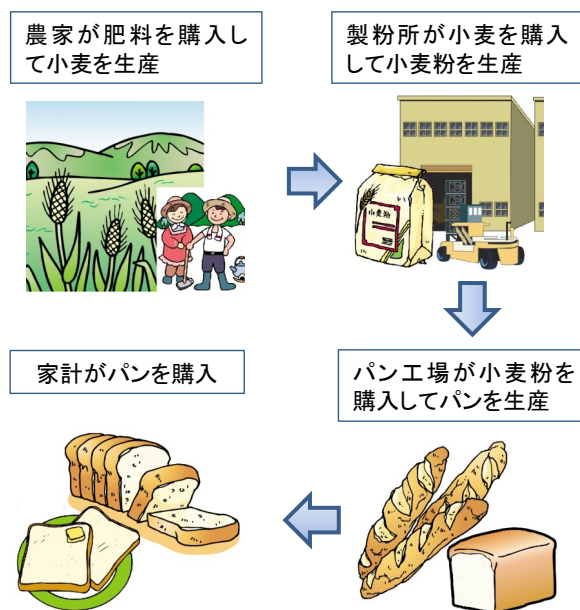 農家が肥料を購入し
て小麦を生産
製粉所が小麦を購入
して小麦粉を生産
小麦粉
パン工場が小麦粉を
購入してパンを生産
家計がパンを購入